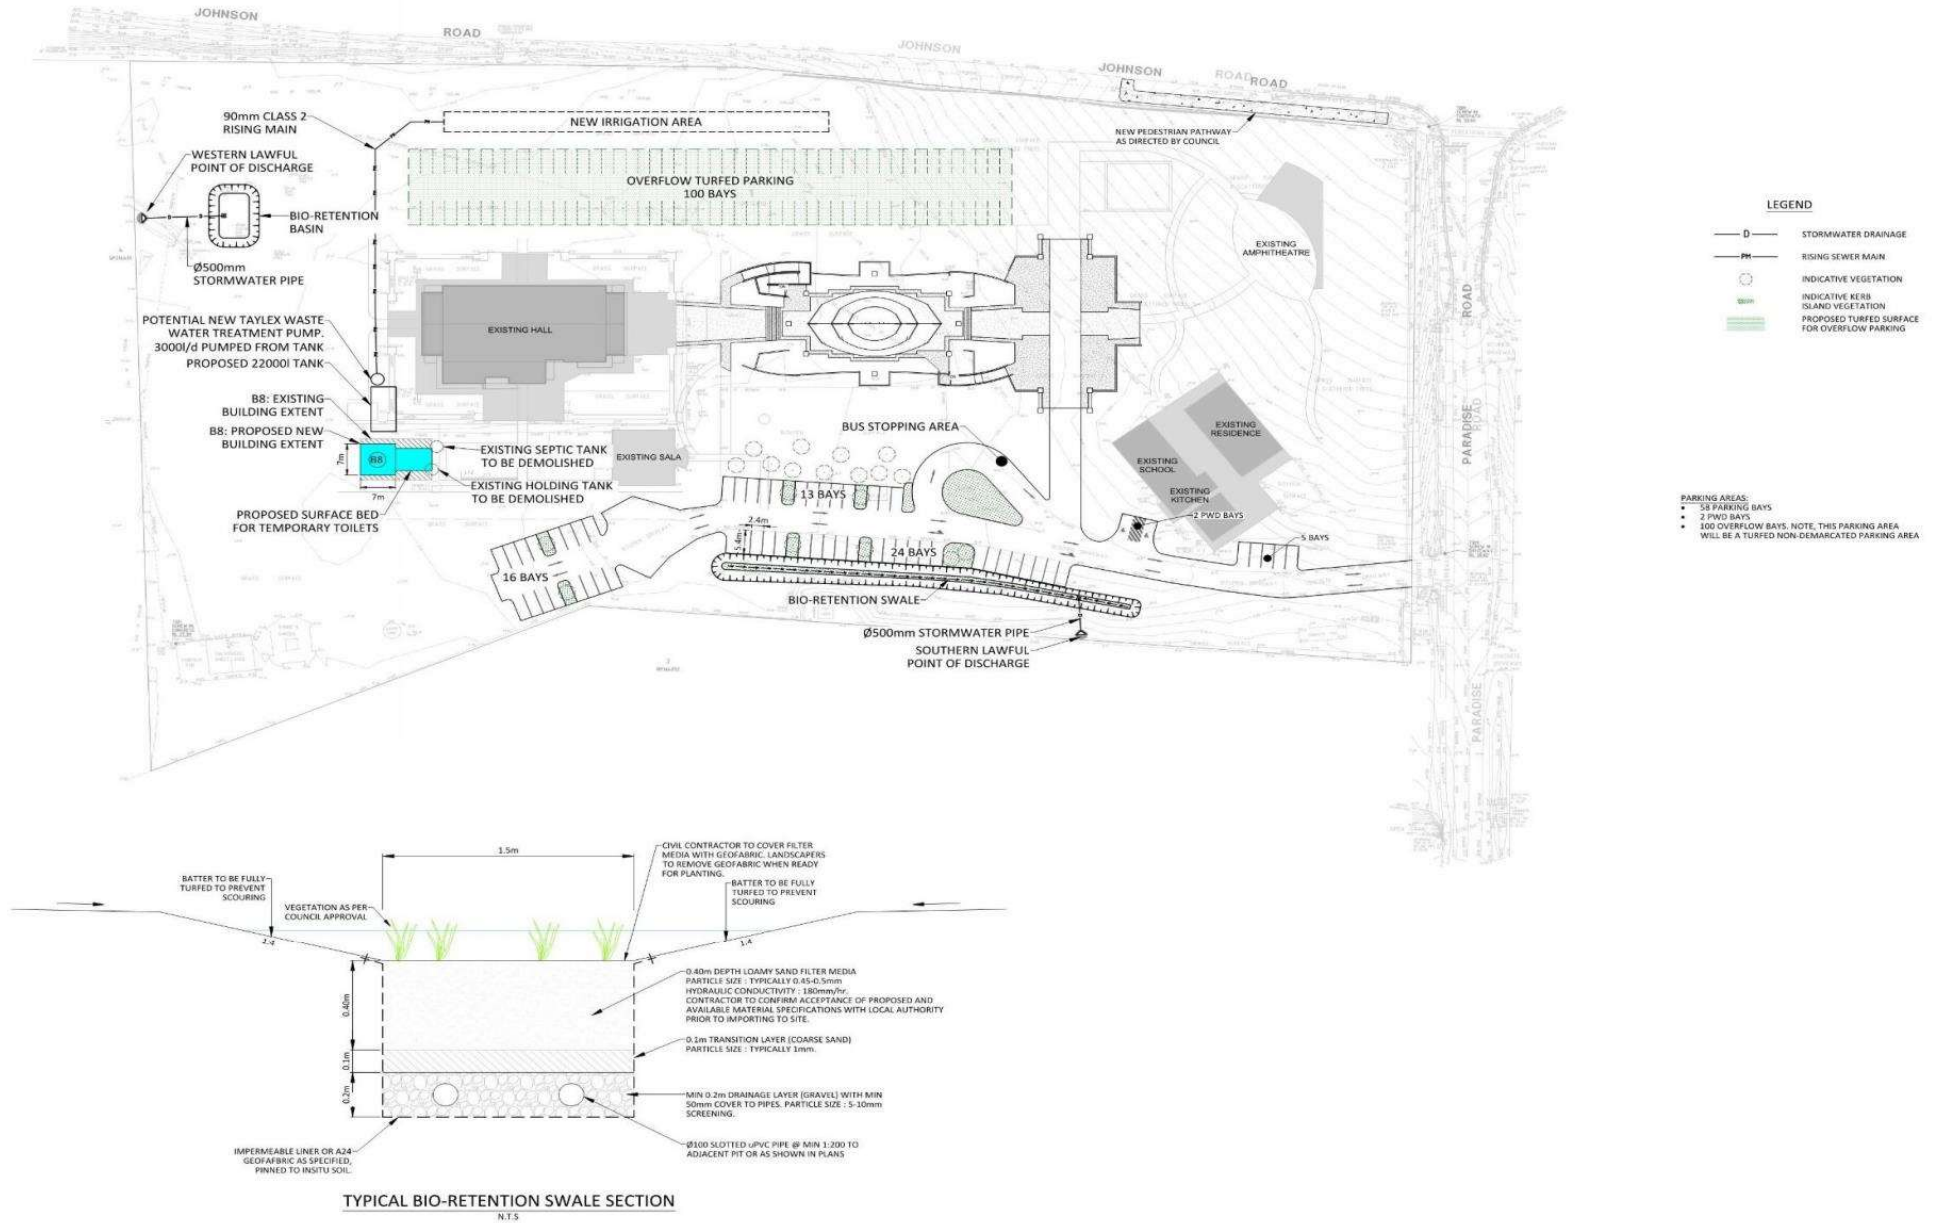 JOHNSON
ROAD
JOHNSON
JOHNSON
ROAD
ROAD
90mm CLASS 2
RISING MAIN
NEW IRRIGATION AREA
NEW PEDESTRIAN PATHWAY
AS DIRECTED BY COUNCIL
WESTERN LAWFUL
POINT OF DISCHARGE
OVERFLOW TURFED PARKING
100 BAYS
BIO-RETENTION
BASIN
Ø500mm
STORMWATER PIPE
EXISTING
AMPHITHEATRE
LEGEND
D
STORMWATER DRAINAGE
PM
RISING SEWER MAIN
INDICATIVE VEGETATION
INDICATIVE KERB
ISLAND VEGETATION
PROPOSED TURFED SURFACE
FOR OVERFLOW PARKING
POTENTIAL NEW TAYLEX WASTE
WATER TREATMENT PUMP.
3000l/d PUMPED FROM TANK
PROPOSED 22000l TANK
EXISTING HALL
B8: EXISTING
BUILDING EXTENT
B8: PROPOSED NEW
BUILDING EXTENT
B8
7m
7m
EXISTING SEPTIC TANK
TO BE DEMOLISHED
EXISTING HOLDING TANK
TO BE DEMOLISHED
PROPOSED SURFACE BED
FOR TEMPORARY TOILETS
EXISTING SALA
BUS STOPPING AREA
EXISTING
RESIDENCE
EXISTING
SCHOOL
EXISTING
KITCHEN
13 BAYS
2 PWD BAYS
2.4m
5.4m
24 BAYS
5 BAYS
16 BAYS
BIO-RETENTION SWALE
Ø500mm STORMWATER PIPE
SOUTHERN LAWFUL
POINT OF DISCHARGE
ROAD
PARADISE
ROAD
PARADISE
PARKING AREAS:
• 58 PARKING BAYS
• 2 PWD BAYS
• 100 OVERFLOW BAYS. NOTE, THIS PARKING AREA
WILL BE A TURFED NON-DEMARCATED PARKING AREA
1.5m
CIVIL CONTRACTOR TO COVER FILTER
MEDIA WITH GEOFABRIC. LANDSCAPERS
TO REMOVE GEOFABRIC WHEN READY
FOR PLANTING.
BATTER TO BE FULLY
TURFED TO PREVENT
SCOURING
BATTER TO BE FULLY
TURFED TO PREVENT
SCOURING
VEGETATION AS PER
COUNCIL APPROVAL
1:4
1:4
0.40m
0.1m
0.2m
0.40m DEPTH LOAMY SAND FILTER MEDIA
PARTICLE SIZE : TYPICALLY 0.45-0.5mm
HYDRAULIC CONDUCTIVITY : 180mm/hr.
CONTRACTOR TO CONFIRM ACCEPTANCE OF PROPOSED AND
AVAILABLE MATERIAL SPECIFICATIONS WITH LOCAL AUTHORITY
PRIOR TO IMPORTING TO SITE.
0.1m TRANSITION LAYER (COARSE SAND)
PARTICLE SIZE : TYPICALLY 1mm.
MIN 0.2m DRAINAGE LAYER (GRAVEL) WITH MIN
50mm COVER TO PIPES. PARTICLE SIZE : 5-10mm
SCREENING.
Ø100 SLOTTED uPVC PIPE @ MIN 1:200 TO
ADJACENT PIT OR AS SHOWN IN PLANS
IMPERMEABLE LINER OR A24
GEOFAFBRIC AS SPECIFIED,
PINNED TO INSITU SOIL.
TYPICAL BIO-RETENTION SWALE SECTION
N.T.S